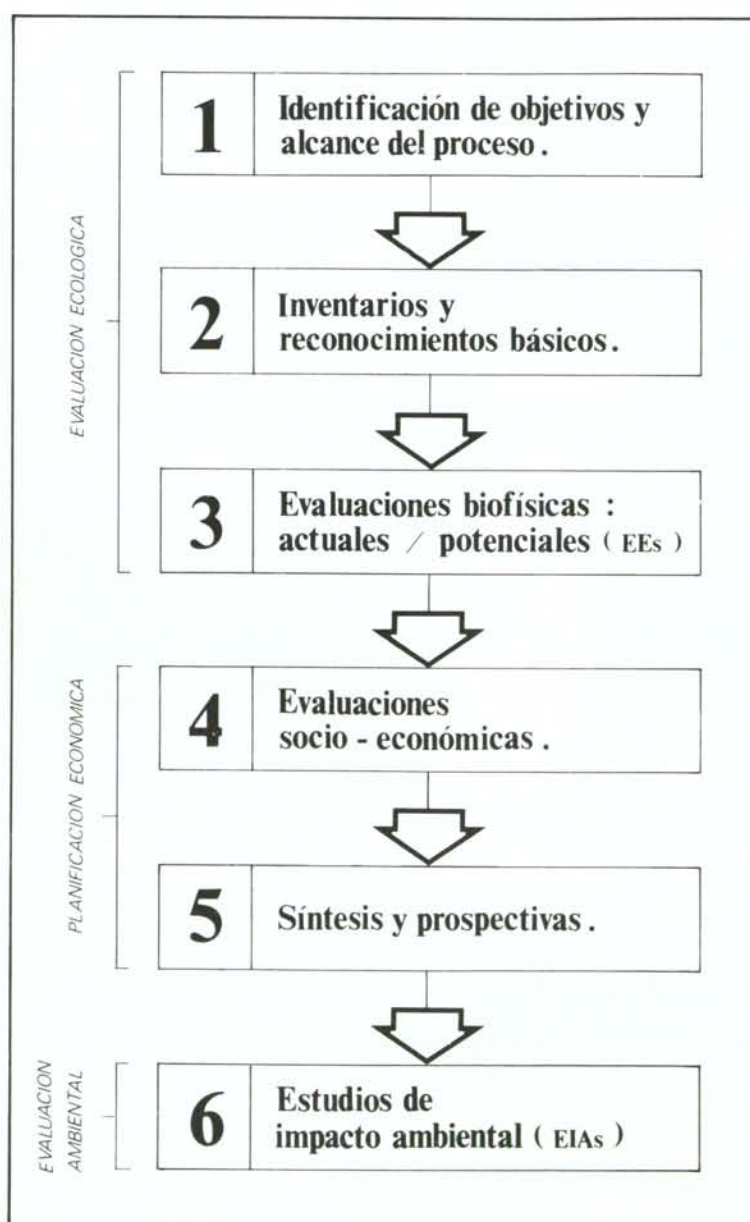 EVALUACION ECOLOGICA
1
Identificación de objetivos y
alcance del proceso .
2
Inventarios y
reconocimientos básicos .
3
Evaluaciones biofísicas :
actuales / potenciales ( EEs )
PLANIFICACION ECONOMICA
4
Evaluaciones
socio - económicas .
5
Síntesis y prospectivas .
EVALUACION
AMBIENTAL
6
Estudios de
impacto ambiental ( EIAs )